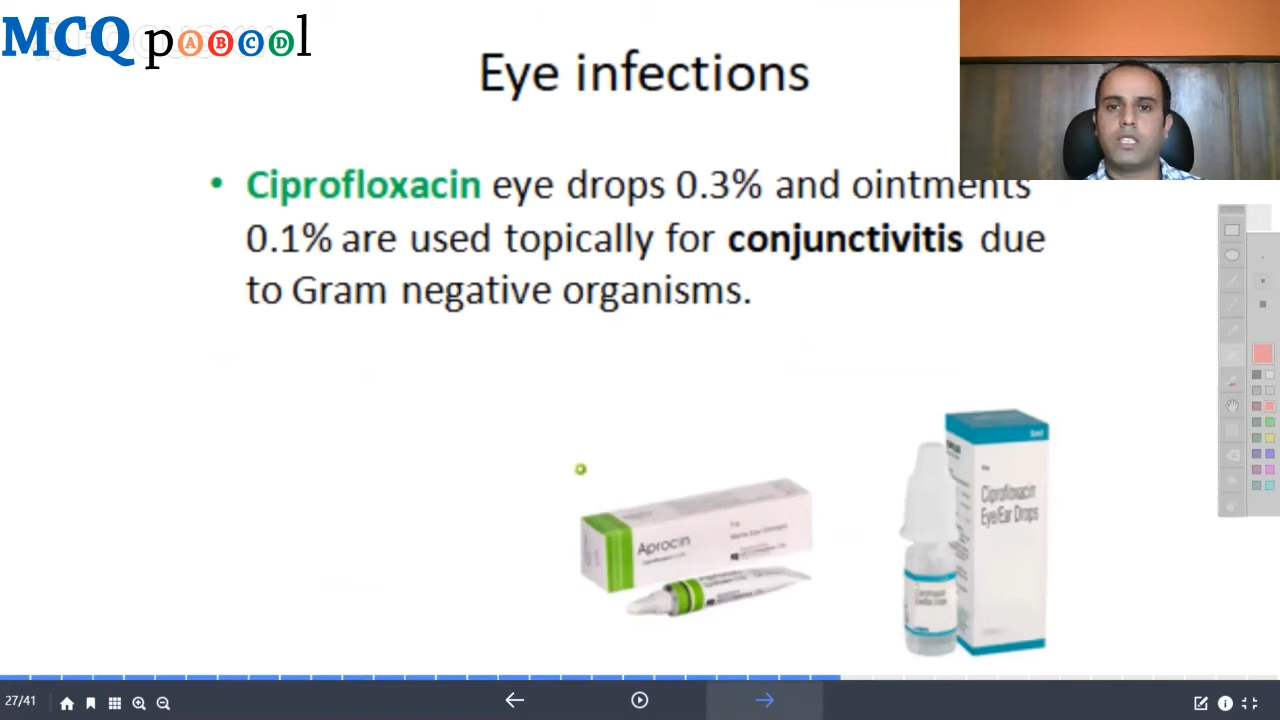 MCQ pABCDl
Eye infections
• Ciprofloxacin eye drops 0.3% and ointments
0.1% are used topically for conjunctivitis due
to Gram negative organisms.
Aprocin
Ciprofloxacin
Eye/Ear Drops
27/41